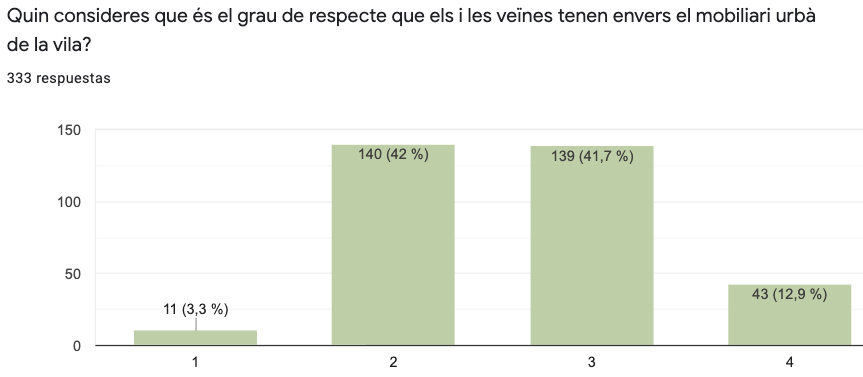 Quin consideres que és el grau de respecte que els i les veïnes tenen envers el mobiliari urbà
de la vila?
333 respuestas
150
100
50
0
11 (3,3 %)
140 (42 %)
139 (41,7 %)
43 (12,9 %)
1
2
3
4